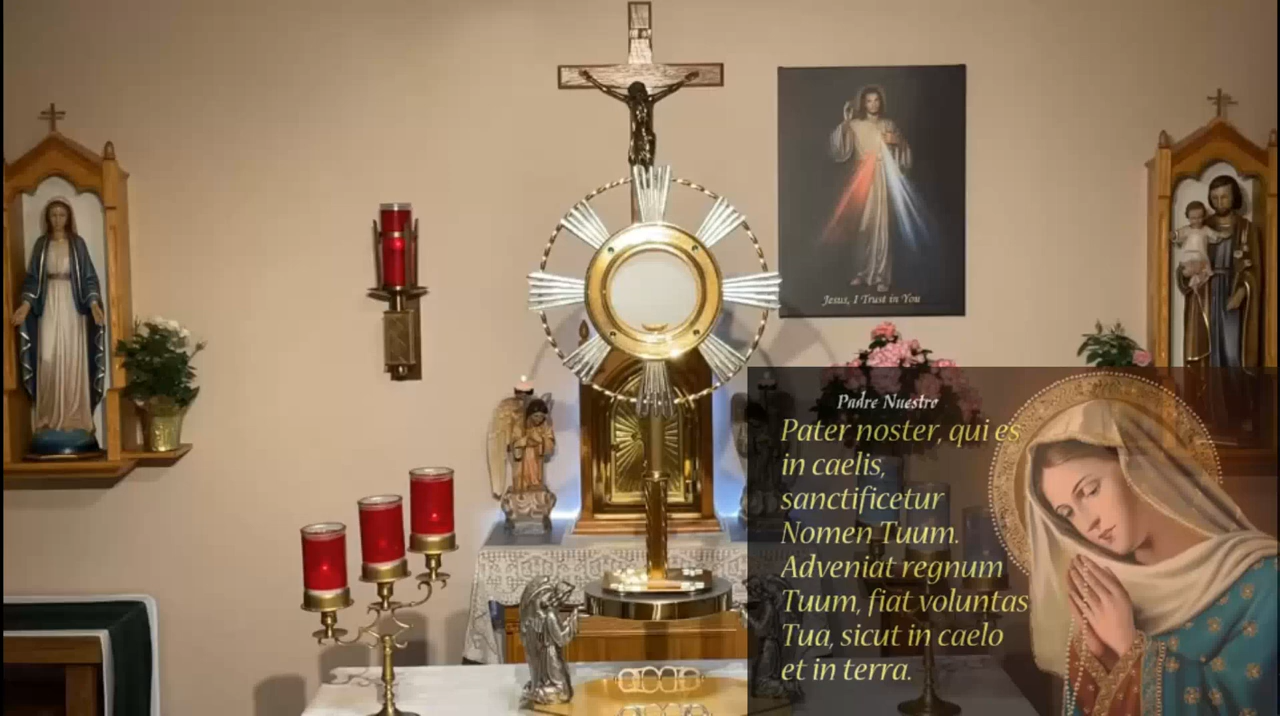 Jesus, I Trust in You
Padre Nuestro
Pater noster, qui es
in caelis,
sanctificetur
Nomen Tuum.
Adveniat regnum
Tuum, fiat voluntas
Tua, sicut in caelo
et in terra.